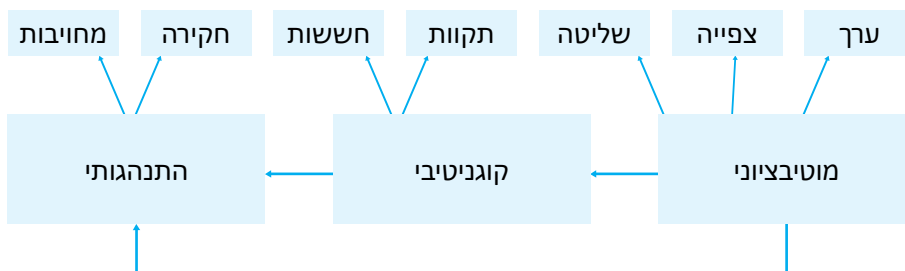 ערך
צפייה
שליטה
תקוות
חששות
חקירה
מחויבות
מוטיבציוני
קוגניטיבי
התנהגותי